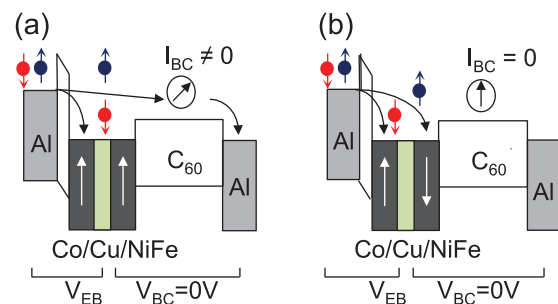 (a)
I_BC ≠ 0
Al
C_60
Al
Co/Cu/NiFe
V_EB V_BC=0V
(b)
I_BC = 0
Al
C_60
Al
Co/Cu/NiFe
V_EB V_BC=0V